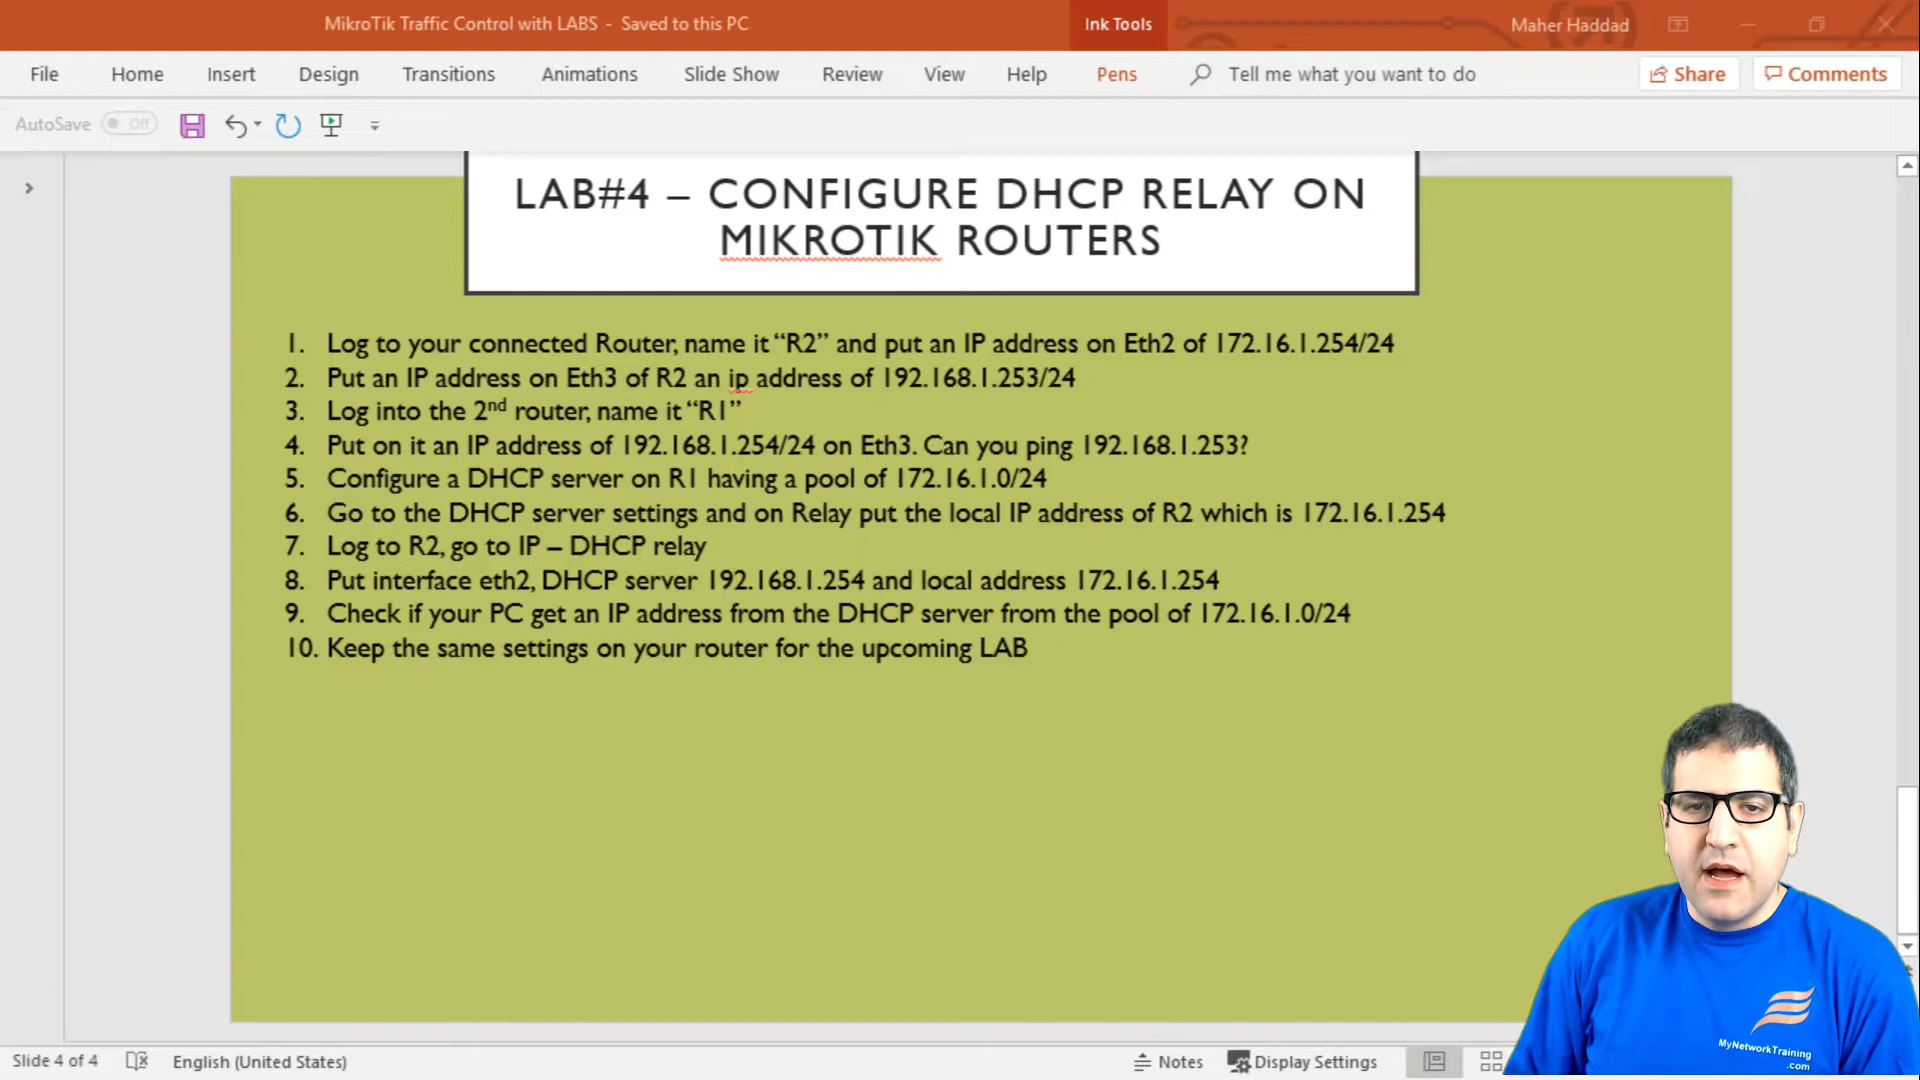 MikroTik Traffic Control with LABS - Saved to this PC
Ink Tools
Maher Haddad
File Home Insert Design Transitions Animations Slide Show Review View Help Pens Tell me what you want to do Share Comments
AutoSave Off
LAB#4 – CONFIGURE DHCP RELAY ON
MIKROTIK ROUTERS
1. Log to your connected Router, name it “R2” and put an IP address on Eth2 of 172.16.1.254/24
2. Put an IP address on Eth3 of R2 an ip address of 192.168.1.253/24
3. Log into the 2nd router, name it “R1”
4. Put on it an IP address of 192.168.1.254/24 on Eth3. Can you ping 192.168.1.253?
5. Configure a DHCP server on R1 having a pool of 172.16.1.0/24
6. Go to the DHCP server settings and on Relay put the local IP address of R2 which is 172.16.1.254
7. Log to R2, go to IP – DHCP relay
8. Put interface eth2, DHCP server 192.168.1.254 and local address 172.16.1.254
9. Check if your PC get an IP address from the DHCP server from the pool of 172.16.1.0/24
10. Keep the same settings on your router for the upcoming LAB
MyNetworkTraining
.com
Slide 4 of 4 English (United States) Notes Display Settings